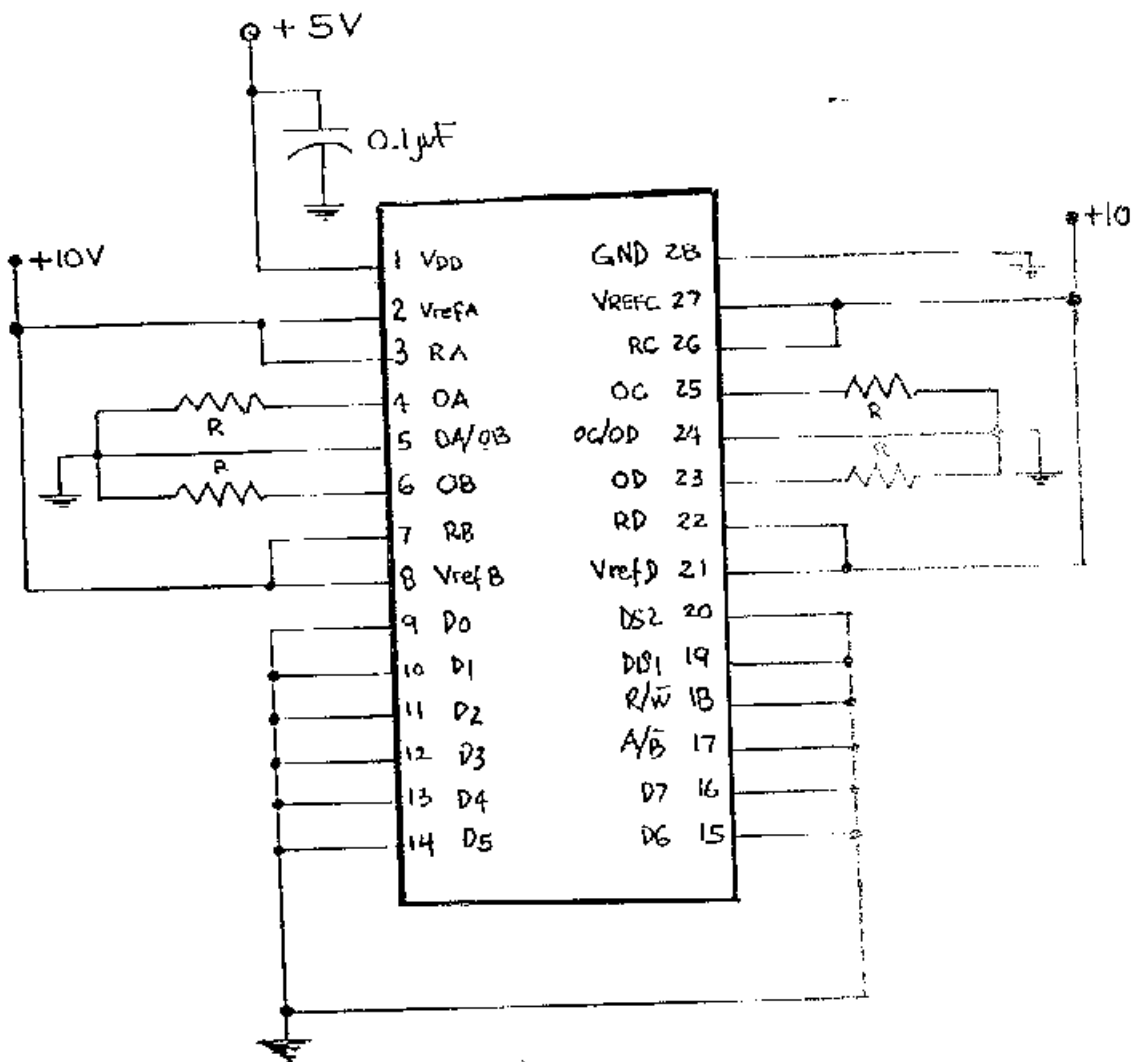 +5V
0.1μF
+10V
+10
1 VDD
GND 28
2 VrefA
VREFC 27
3 RA
RC 26
4 OA
OC 25
R
R
5 OA/OB
OC/OD 24
R
R
6 OB
OD 23
7 RB
RD 22
8 VrefB
VrefD 21
9 D0
DS2 20
10 D1
DS1 19
11 D2
R/W̅ 18
12 D3
A/B̅ 17
13 D4
D7 16
14 D5
D6 15